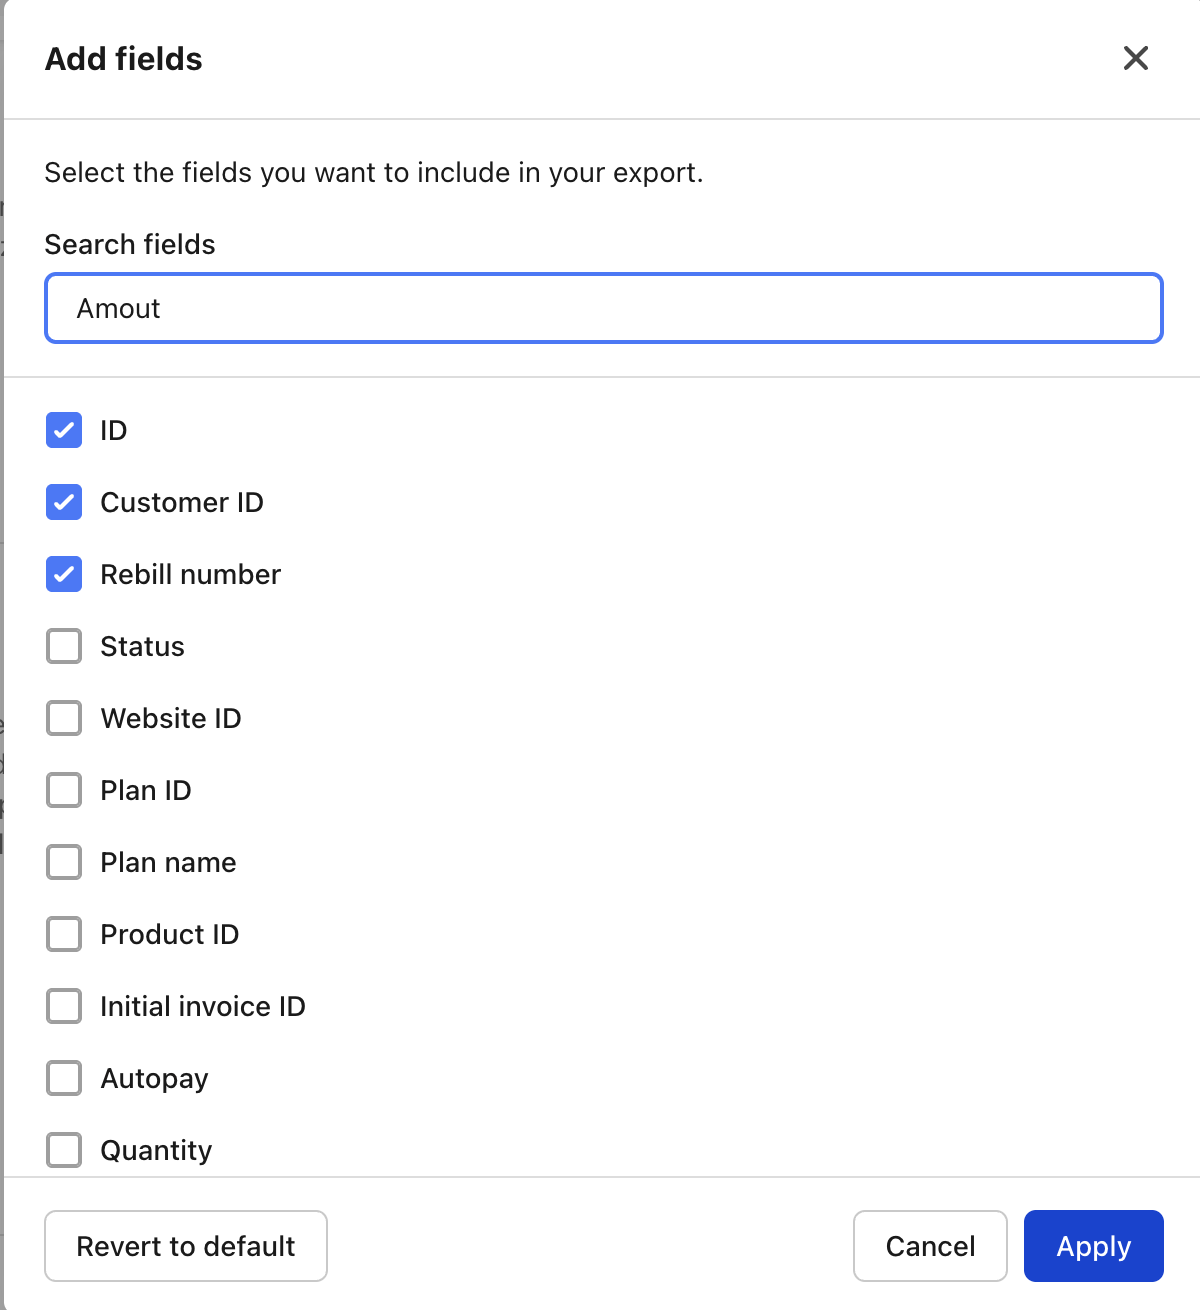 Add fields
Select the fields you want to include in your export.
Search fields
Amout
ID
Customer ID
Rebill number
Status
Website ID
Plan ID
Plan name
Product ID
Initial invoice ID
Autopay
Quantity
Revert to default
Cancel
Apply